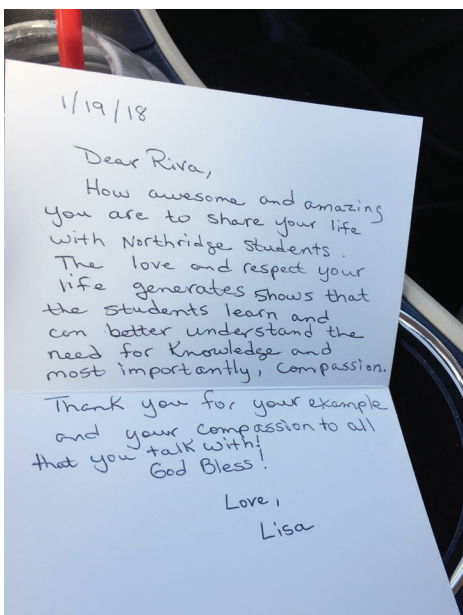 1/19/18
Dear Riva,
How awesome and amazing
you are to share your life
with Northridge students.
The love and respect your
life generates shows that
the students learn and
can better understand the
need for knowledge and
most importantly, compassion.
Thank you for your example
and your compassion to all
that you talk with!
God Bless!
Love,
Lisa